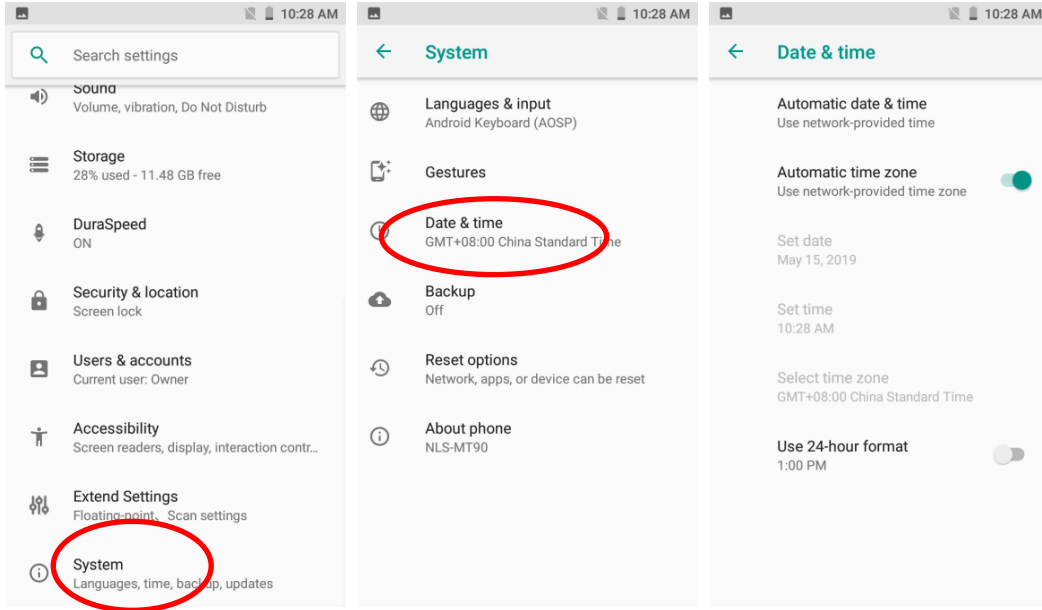 10:28 AM
Search settings
Sound
Volume, vibration, Do Not Disturb
Storage
28% used - 11.48 GB free
DuraSpeed
ON
Security & location
Screen lock
Users & accounts
Current user: Owner
Accessibility
Screen readers, display, interaction contr...
Extend Settings
Floating-point、Scan settings
System
Languages, time, backup, updates
10:28 AM
System
Languages & input
Android Keyboard (AOSP)
Gestures
Date & time
GMT+08:00 China Standard Time
Backup
Off
Reset options
Network, apps, or device can be reset
About phone
NLS-MT90
10:28 AM
Date & time
Automatic date & time
Use network-provided time
Automatic time zone
Use network-provided time zone
Set date
May 15, 2019
Set time
10:28 AM
Select time zone
GMT+08:00 China Standard Time
Use 24-hour format
1:00 PM